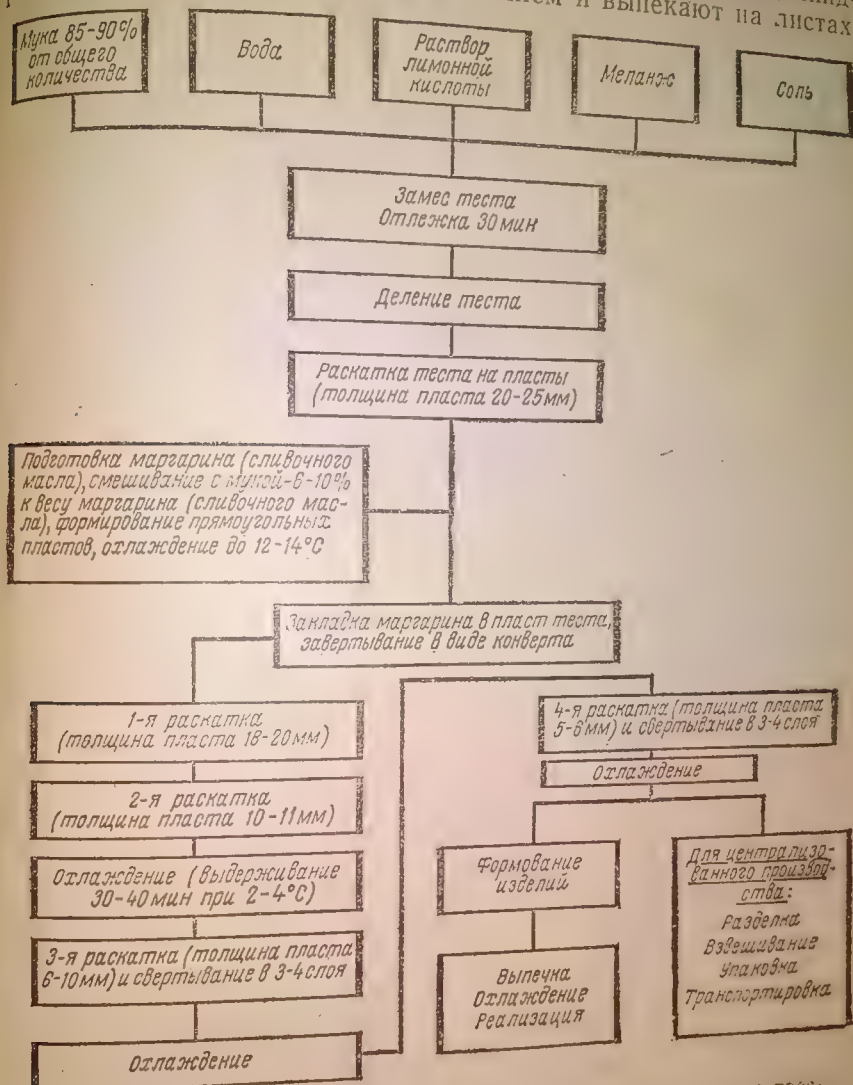 и выпекают на листах
Мука 85-90%
от общего
количества
Вода
Раствор
лимонной
кислоты
Меланж
Соль
Замес теста
Отлежка 30 мин
Деление теста
Раскатка теста на пласты
(толщина пласта 20-25мм)
Подготовка маргарина (сливочного
масла), смешивание с мукой-6-10%
к весу маргарина (сливочного мас-
ла), формирование прямоугольных
пластов, охлаждение до 12-14°С
Закладка маргарина в пласт теста,
завертывание в виде конверта
1-я раскатка
(толщина пласта 18-20мм)
2-я раскатка
(толщина пласта 10-11мм)
Охлаждение (выдерживание
30-40мин при 2-4°С)
3-я раскатка (толщина пласта
6-10мм) и свертывание в 3-4слоя
Охлаждение
4-я раскатка (толщина пласта
5-6мм) и свертывание в 3-4 слоя
Охлаждение
Формование
изделий
Выпечка
Охлаждение
Реализация
Для централизо-
ванного производ-
ства:
Разделка
Взвешивание
Упаковка
Транспортировка